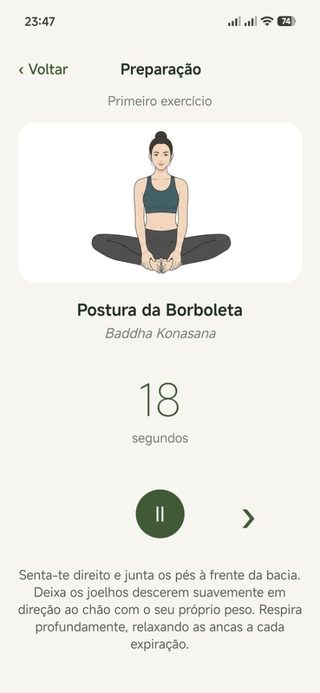 23:47
74
‹ Voltar
Preparação
Primeiro exercício
Postura da Borboleta
Baddha Konasana
18
segundos
Senta-te direito e junta os pés à frente da bacia.
Deixa os joelhos descerem suavemente em
direção ao chão com o seu próprio peso. Respira
profundamente, relaxando as ancas a cada
expiração.